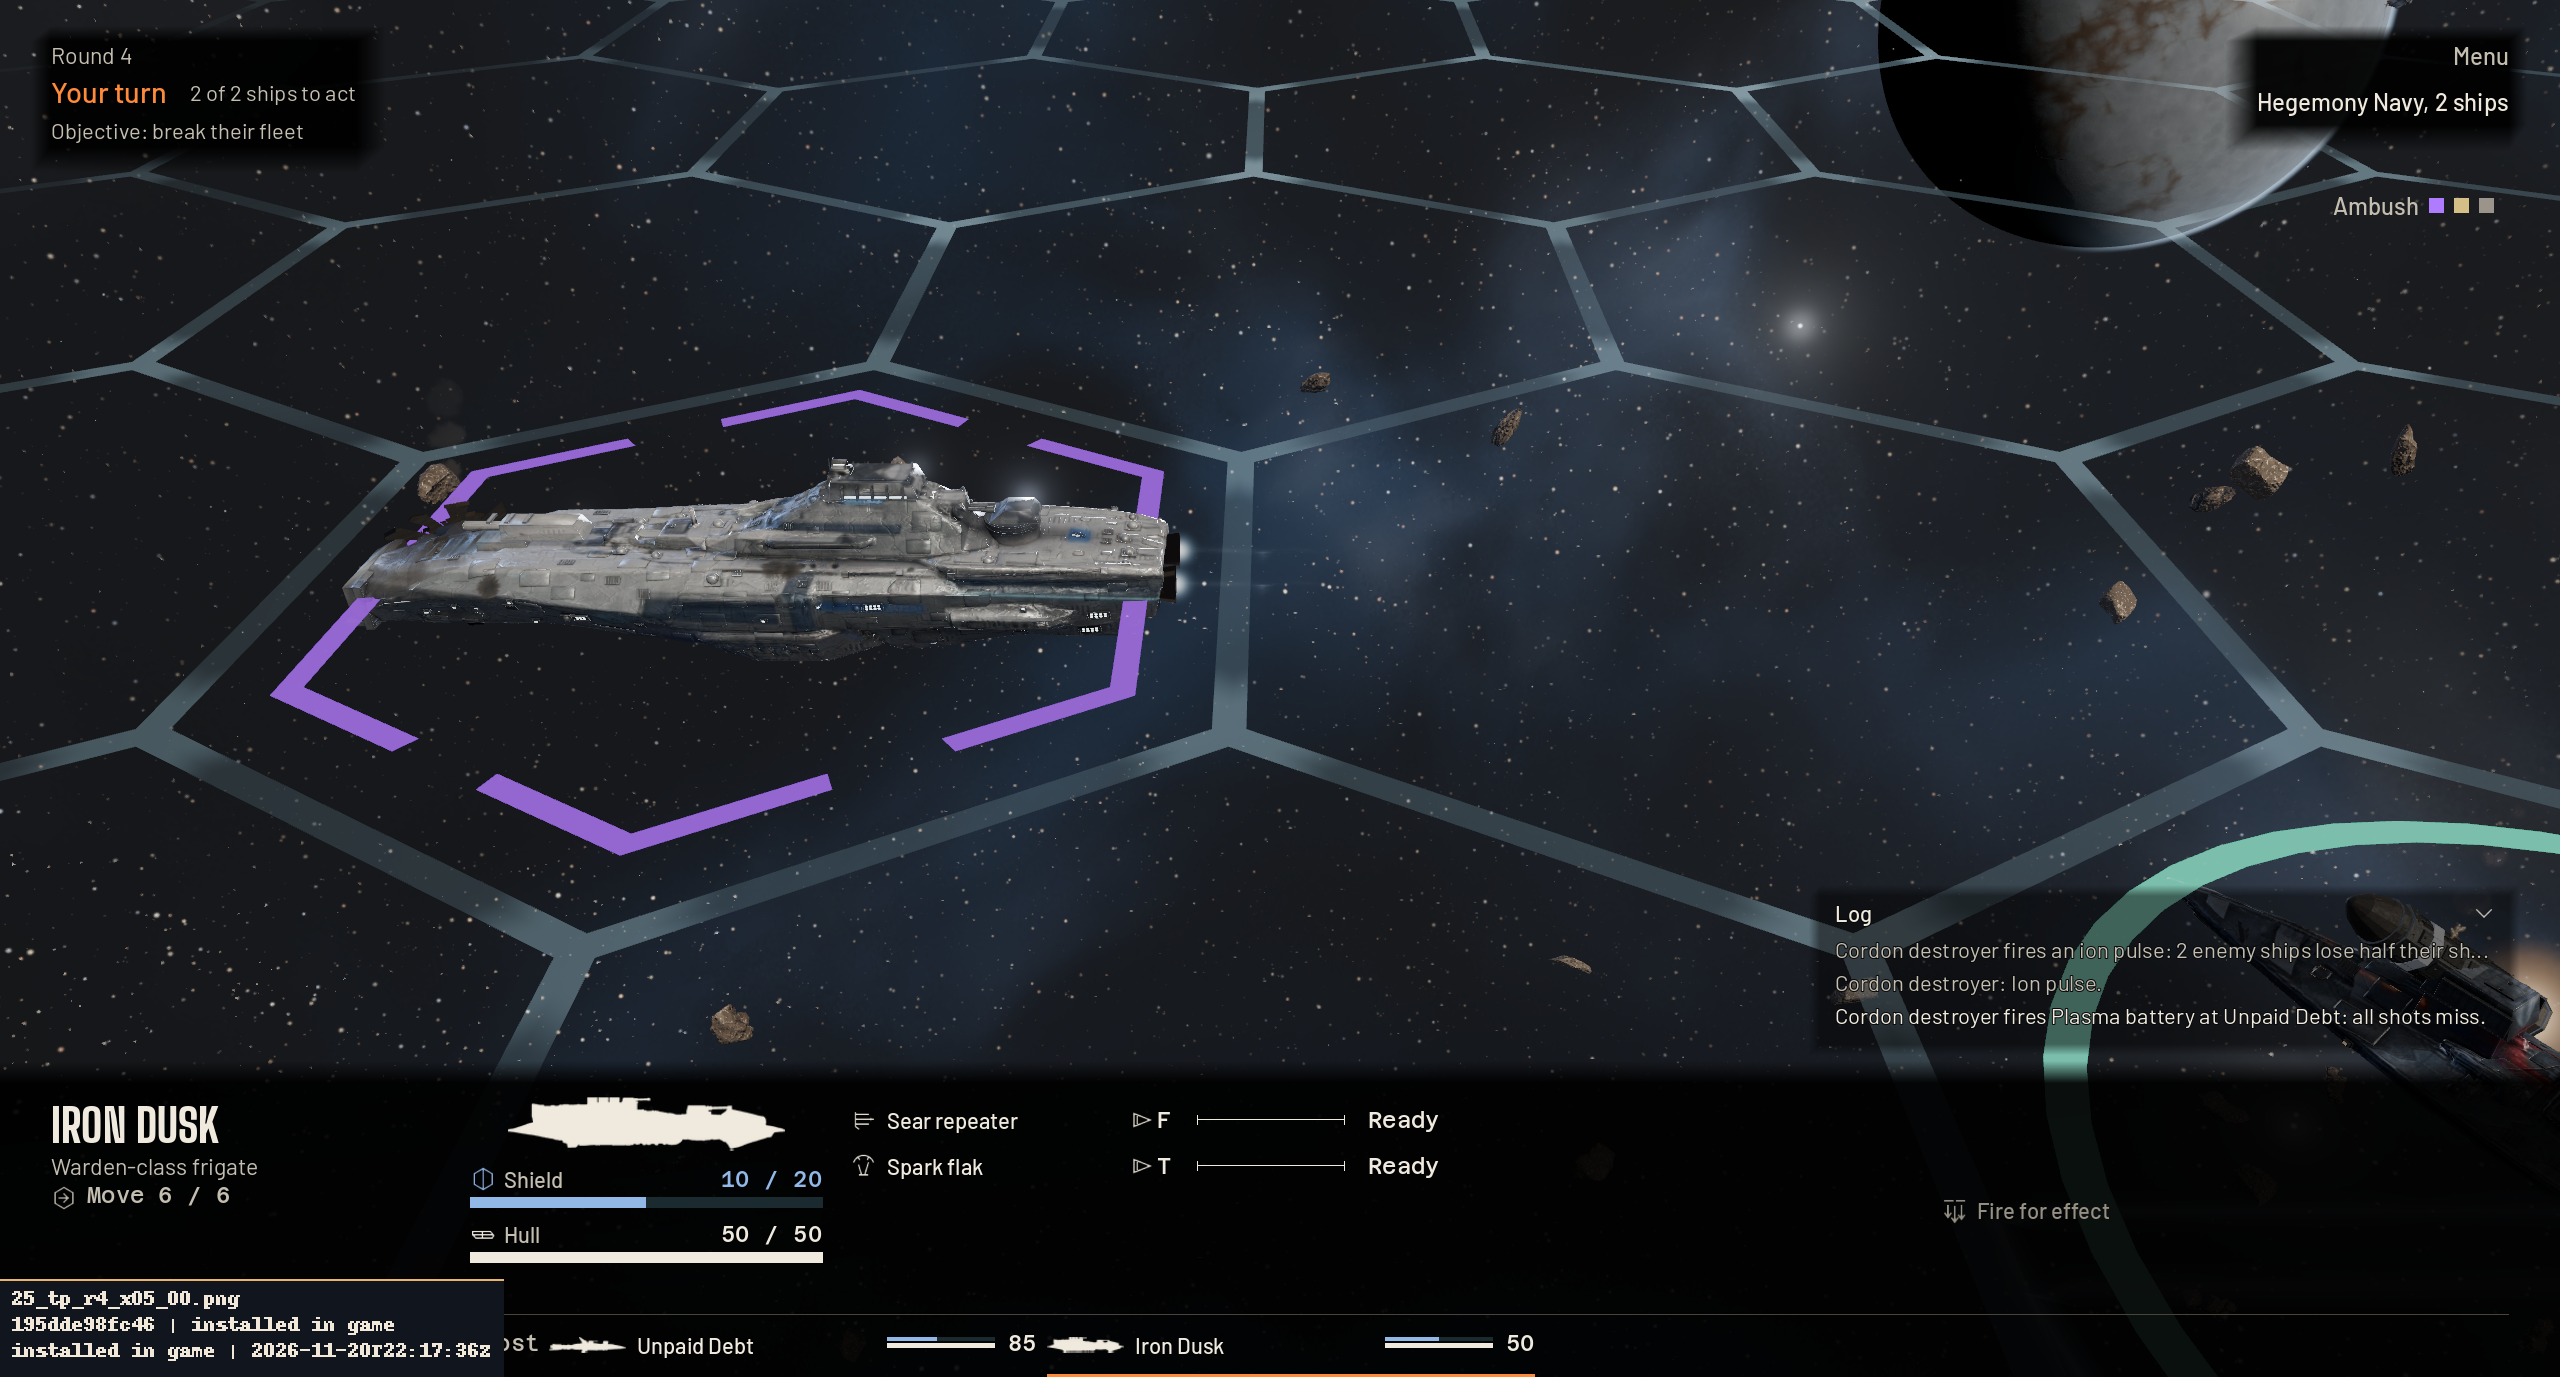 Round 4
Your turn 2 of 2 ships to act
Objective: break their fleet
Menu
Hegemony Navy, 2 ships
Ambush
Log
Cordon destroyer fires an ion pulse: 2 enemy ships lose half their sh...
Cordon destroyer: Ion pulse.
Cordon destroyer fires Plasma battery at Unpaid Debt: all shots miss.
IRON DUSK
Warden-class frigate
Move 6 / 6
Shield 10 / 20
Hull 50 / 50
Sear repeater F Ready
Spark flak T Ready
Fire for effect
25_tp_r4_x05_00.png
195dde98fc46 | installed in game
installed in game | 2026-11-20T22:17:36Z
Unpaid Debt 85 Iron Dusk 50